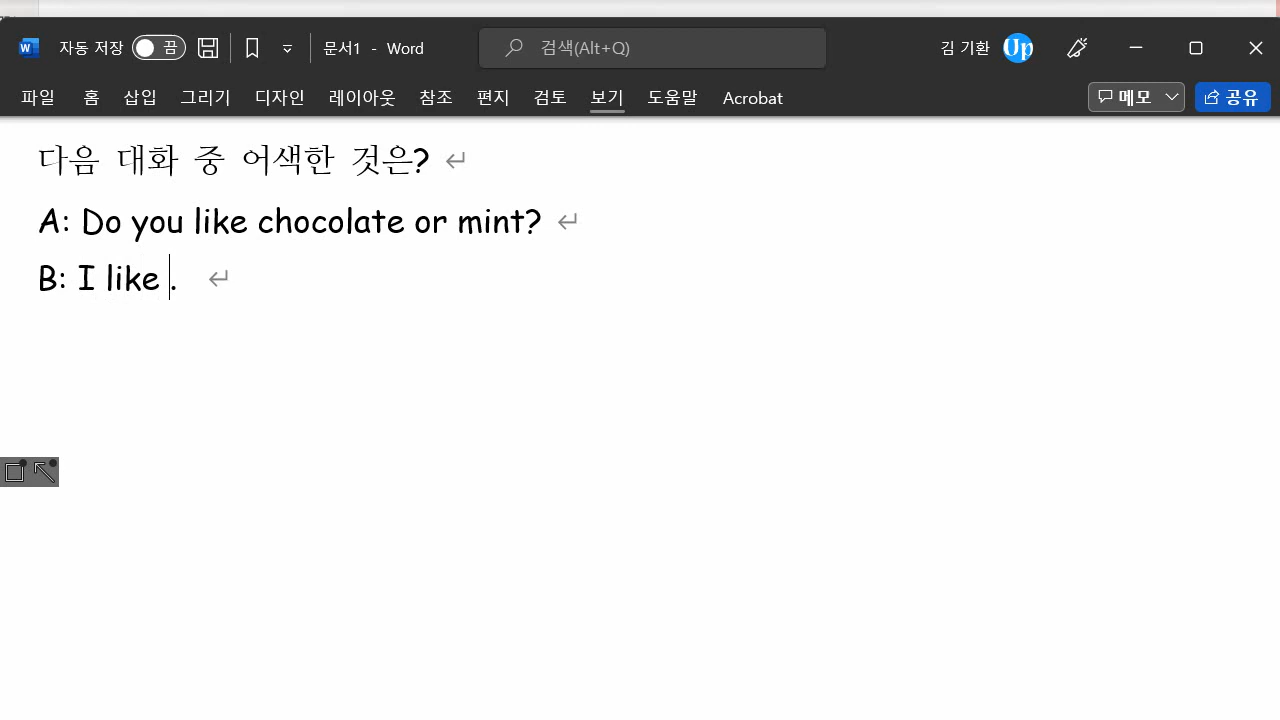 자동 저장 끔 문서1 - Word 검색(Alt+Q) 김 기환 Up
파일 홈 삽입 그리기 디자인 레이아웃 참조 편지 검토 보기 도움말 Acrobat 메모 공유
다음 대화 중 어색한 것은?
A: Do you like chocolate or mint?
B: I like .